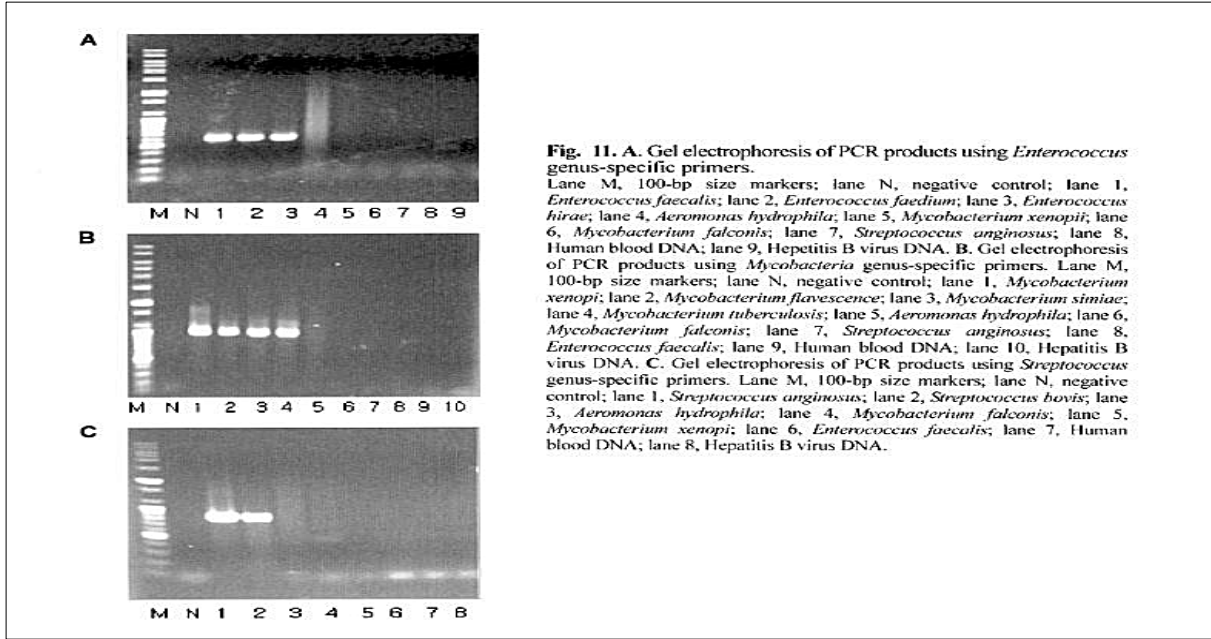 A
M N 1 2 3 4 5 6 7 8 9
B
M N 1 2 3 4 5 6 7 8 9 10
C
M N 1 2 3 4 5 6 7 8
Fig. 11. A. Gel electrophoresis of PCR products using Enterococcus
genus-specific primers.
Lane M, 100-bp size markers; lane N, negative control; lane 1,
Enterococcus faecalis; lane 2, Enterococcus faedium; lane 3, Enterococcus
hirae; lane 4, Aeromonas hydrophila; lane 5, Mycobacterium xenopii; lane
6, Mycobacterium falconis; lane 7, Streptococcus anginosus; lane 8,
Human blood DNA; lane 9, Hepetitis B virus DNA. B. Gel electrophoresis
of PCR products using Mycobacteria genus-specific primers. Lane M,
100-bp size markers; lane N, negative control; lane 1, Mycobacterium
xenopi; lane 2, Mycobacterium flavescence; lane 3, Mycobacterium simiae;
lane 4, Mycobacterium tuberculosis; lane 5, Aeromonas hydrophila; lane 6,
Mycobacterium falconis; lane 7, Streptococcus anginosus; lane 8,
Enterococcus faecalis; lane 9, Human blood DNA; lane 10, Hepatitis B
virus DNA. C. Gel electrophoresis of PCR products using Streptococcus
genus-specific primers. Lane M, 100-bp size markers; lane N, negative
control; lane 1, Streptococcus anginosus; lane 2, Streptococcus bovis; lane
3, Aeromonas hydrophila; lane 4, Mycobacterium falconis; lane 5,
Mycobacterium xenopi; lane 6, Enterococcus faecalis; lane 7, Human
blood DNA; lane 8, Hepatitis B virus DNA.